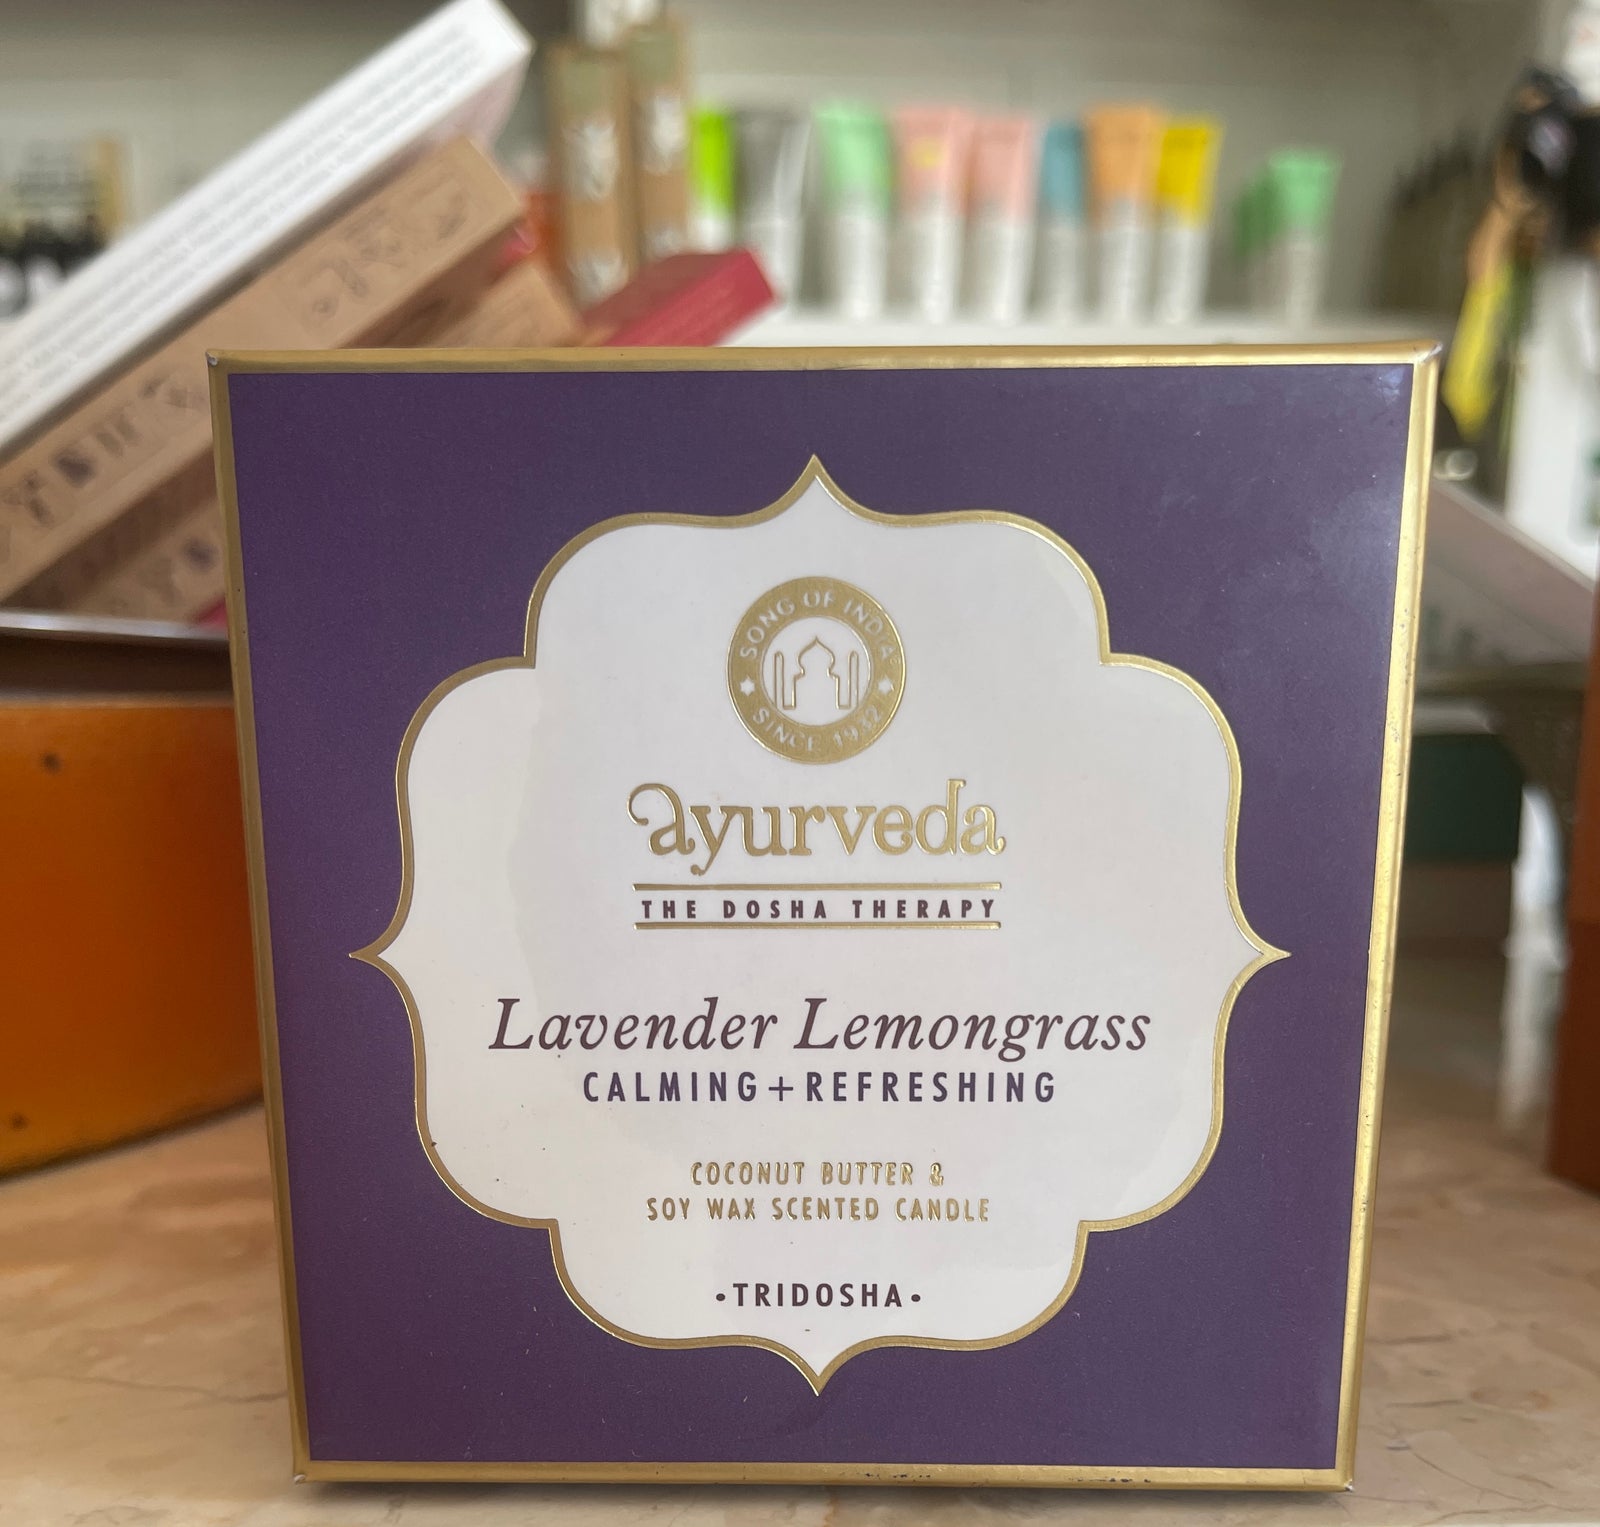 SONG OF INDIA
SINCE 1932
ayurveda
THE DOSHA THERAPY
Lavender Lemongrass
CALMING+REFRESHING
COCONUT BUTTER &
SOY WAX SCENTED CANDLE
•TRIDOSHA•